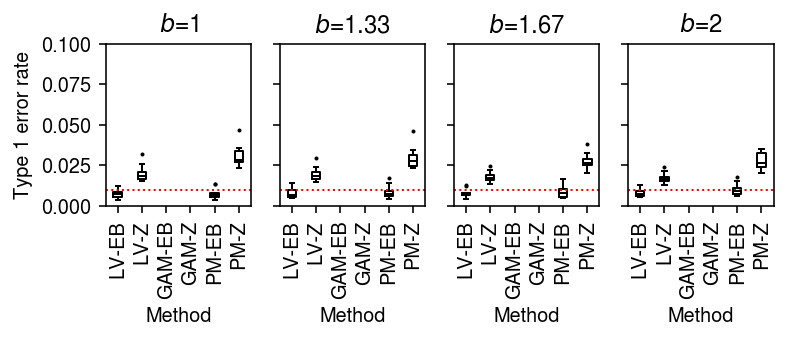 b=1
b=1.33
b=1.67
b=2
Type 1 error rate
0.100
0.075
0.050
0.025
0.000
LV-EB
LV-Z
GAM-EB
GAM-Z
PM-EB
PM-Z
LV-EB
LV-Z
GAM-EB
GAM-Z
PM-EB
PM-Z
LV-EB
LV-Z
GAM-EB
GAM-Z
PM-EB
PM-Z
LV-EB
LV-Z
GAM-EB
GAM-Z
PM-EB
PM-Z
Method
Method
Method
Method